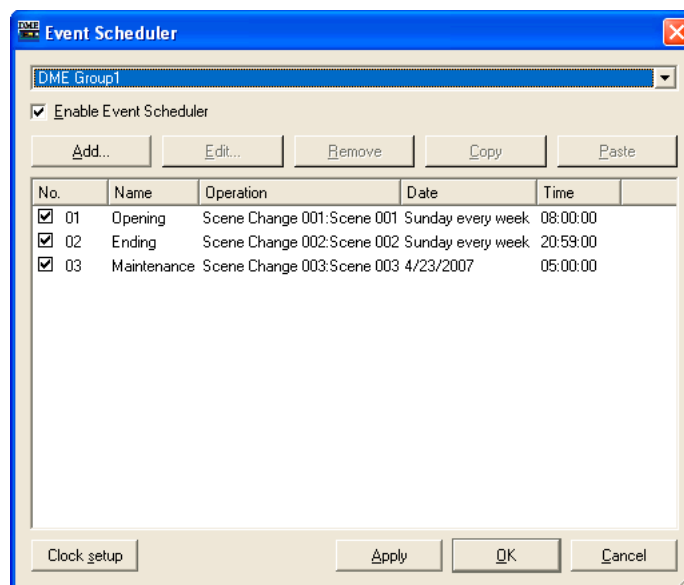 DME
Event Scheduler
DME Group1
Enable Event Scheduler
Add... Edit... Remove Copy Paste
No. Name Operation Date Time
01 Opening Scene Change 001:Scene 001 Sunday every week 08:00:00
02 Ending Scene Change 002:Scene 002 Sunday every week 20:59:00
03 Maintenance Scene Change 003:Scene 003 4/23/2007 05:00:00
Clock setup Apply OK Cancel